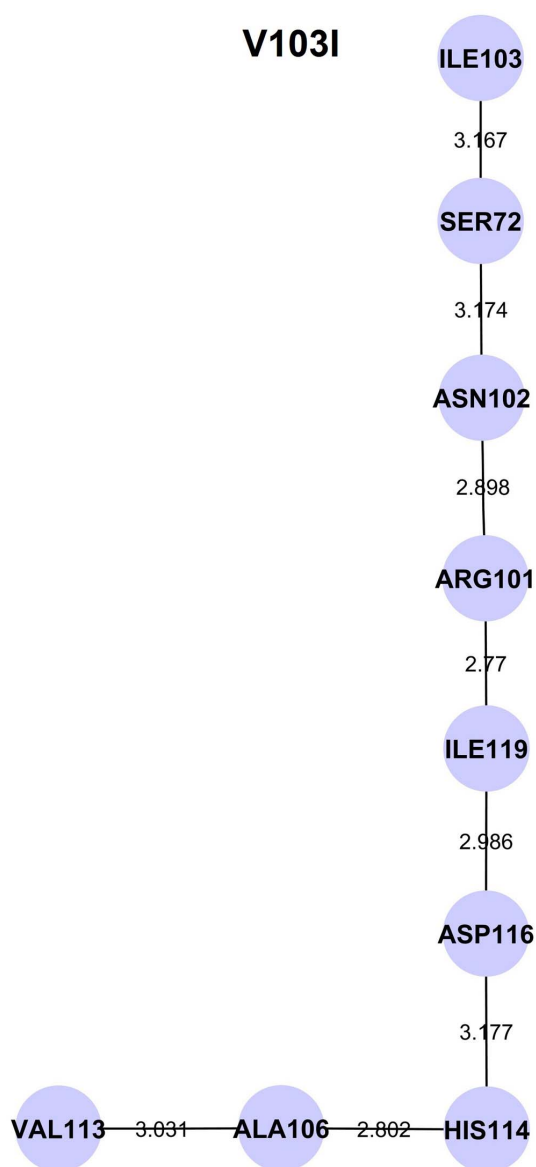 V103I
ILE103
3.167
SER72
3.174
ASN102
2.898
ARG101
2.77
ILE119
2.986
ASP116
3.177
VAL113 3.031 ALA106 2.802 HIS114